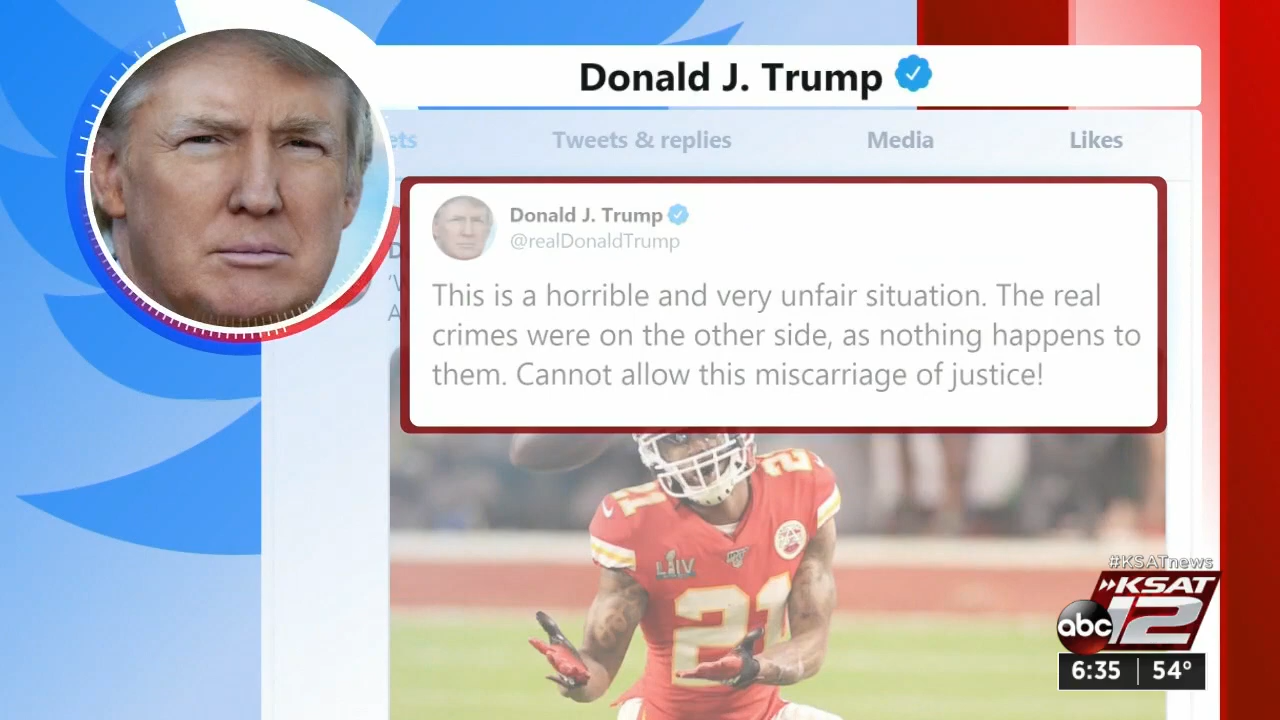 Donald J. Trump
ets
Tweets & replies
Media
Likes
Donald J. Trump
@realDonaldTrump
This is a horrible and very unfair situation. The real
crimes were on the other side, as nothing happens to
them. Cannot allow this miscarriage of justice!
21
21
LIV
21
#KSATnews
KSAT
abc 12
6:35 54°